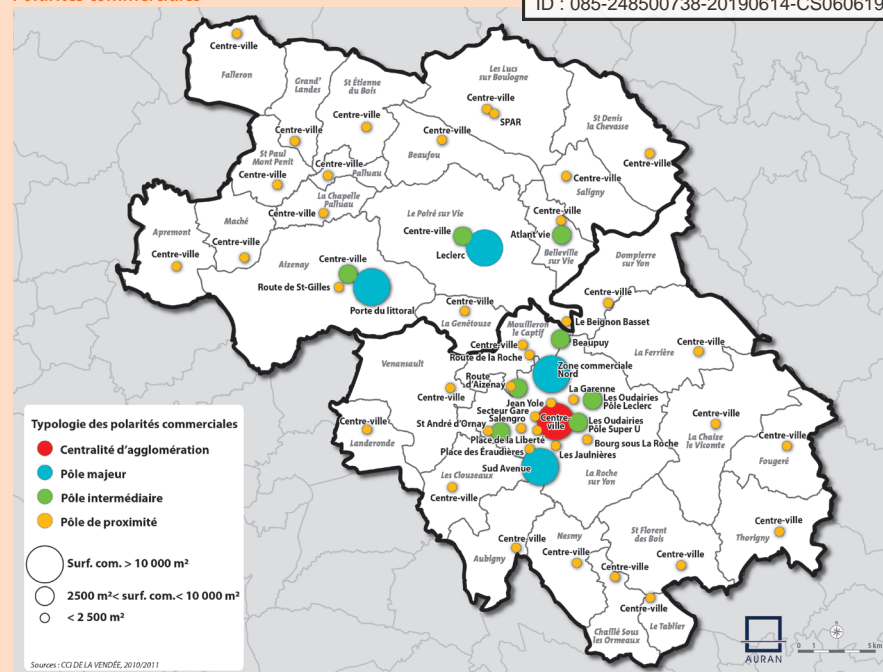 Polarités commerciales
ID : 085-248500738-20190614-CS060619
Centre-ville
Falleron
Grand'
Landes
St Étienne
du Bois
Centre-ville
Les Lucs
sur Boulogne
Centre-ville
SPAR
St Denis
la Chevasse
Centre-ville
Centre-ville
Beaufou
Centre-ville
St Paul
Mont Penit
Centre-ville
Centre-ville
Palluau
La Chapelle
Palluau
Centre-ville
Centre-ville
Saligny
Apremont
Centre-ville
Maché
Centre-ville
Le Poiré sur Vie
Centre-ville
Leclerc
Centre-ville
Atlant'vie
Belleville
sur Vie
Dompierre
sur Yon
Centre-ville
Aizenay
Centre-ville
Route de St-Gilles
Porte du littoral
Centre-ville
La Genétouze
Mouilleron
le Captif
Le Beignon Basset
Beaupuy
Centre-ville
Route de la Roche
La Ferrière
Centre-ville
Venansault
Centre-ville
Route
d'Aizenay
Zone commerciale
Nord
La Garenne
Les Oudairies
Pôle Leclerc
Jean Yole
Secteur Gare
Salengro
Centre-
ville
Les Oudairies
Pôle Super U
St André d'Ornay
Place de la Liberté
Bourg sous La Roche
Place des Éraudières
Les Jaulnières
Sud Avenue
La Roche
sur Yon
Centre-ville
Landeronde
Les Clouzeaux
Centre-ville
Centre-ville
La Chaize
le Vicomte
Centre-ville
Fougeré
Centre-ville
Thorigny
Centre-ville
Aubigny
Nesmy
Centre-ville
St Florent
des Bois
Centre-ville
Centre-ville
Centre-ville
Chaillé Sous
les Ormeaux
Le Tablier
Typologie des polarités commerciales
Centralité d'agglomération
Pôle majeur
Pôle intermédiaire
Pôle de proximité
Surf. com. > 10 000 m²
2500 m²< surf. com.< 10 000 m²
< 2 500 m²
Sources : CCI DE LA VENDÉE, 2010/2011
AURAN
0 1 5 km